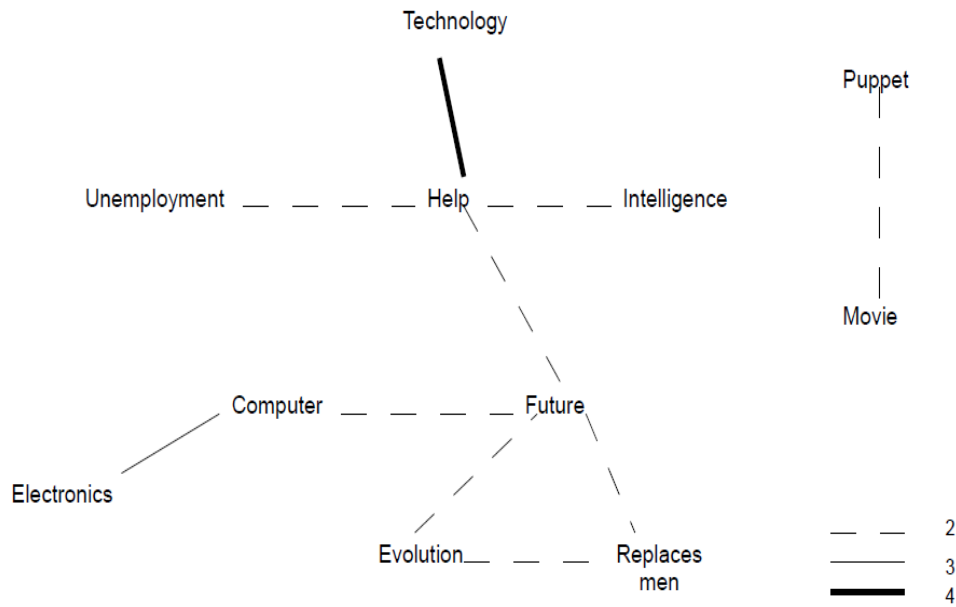 Technology
Puppet
Unemployment Help Intelligence
Movie
Computer Future
Electronics
Evolution Replaces
men
2
3
4